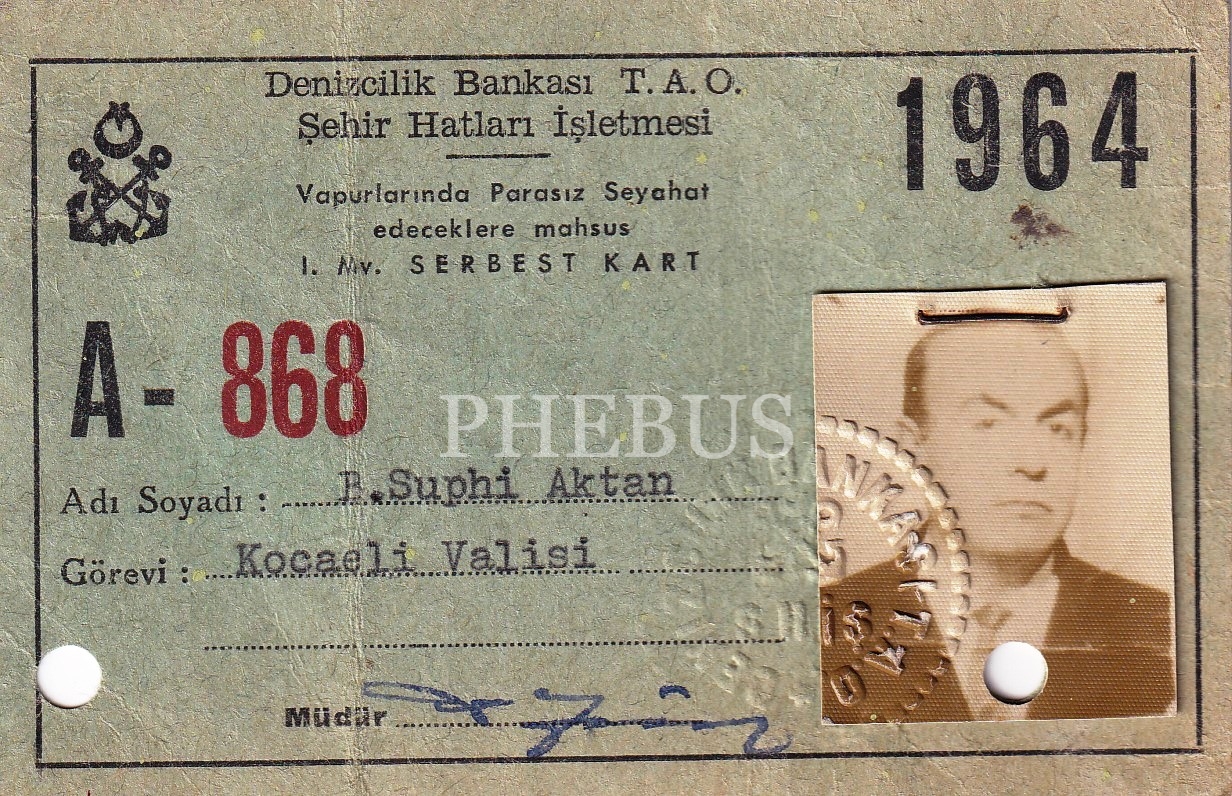 Denizcilik Bankası T. A. O.
1964
Şehir Hatları İşletmesi
Vapurlarında Parasız Seyahat
edeceklere mahsus
I. Mv. SERBEST KART
A - 868
PHEBUS
Adı Soyadı : B.Suphi Aktan
Görevi : Kocaeli Valisi
Müdür